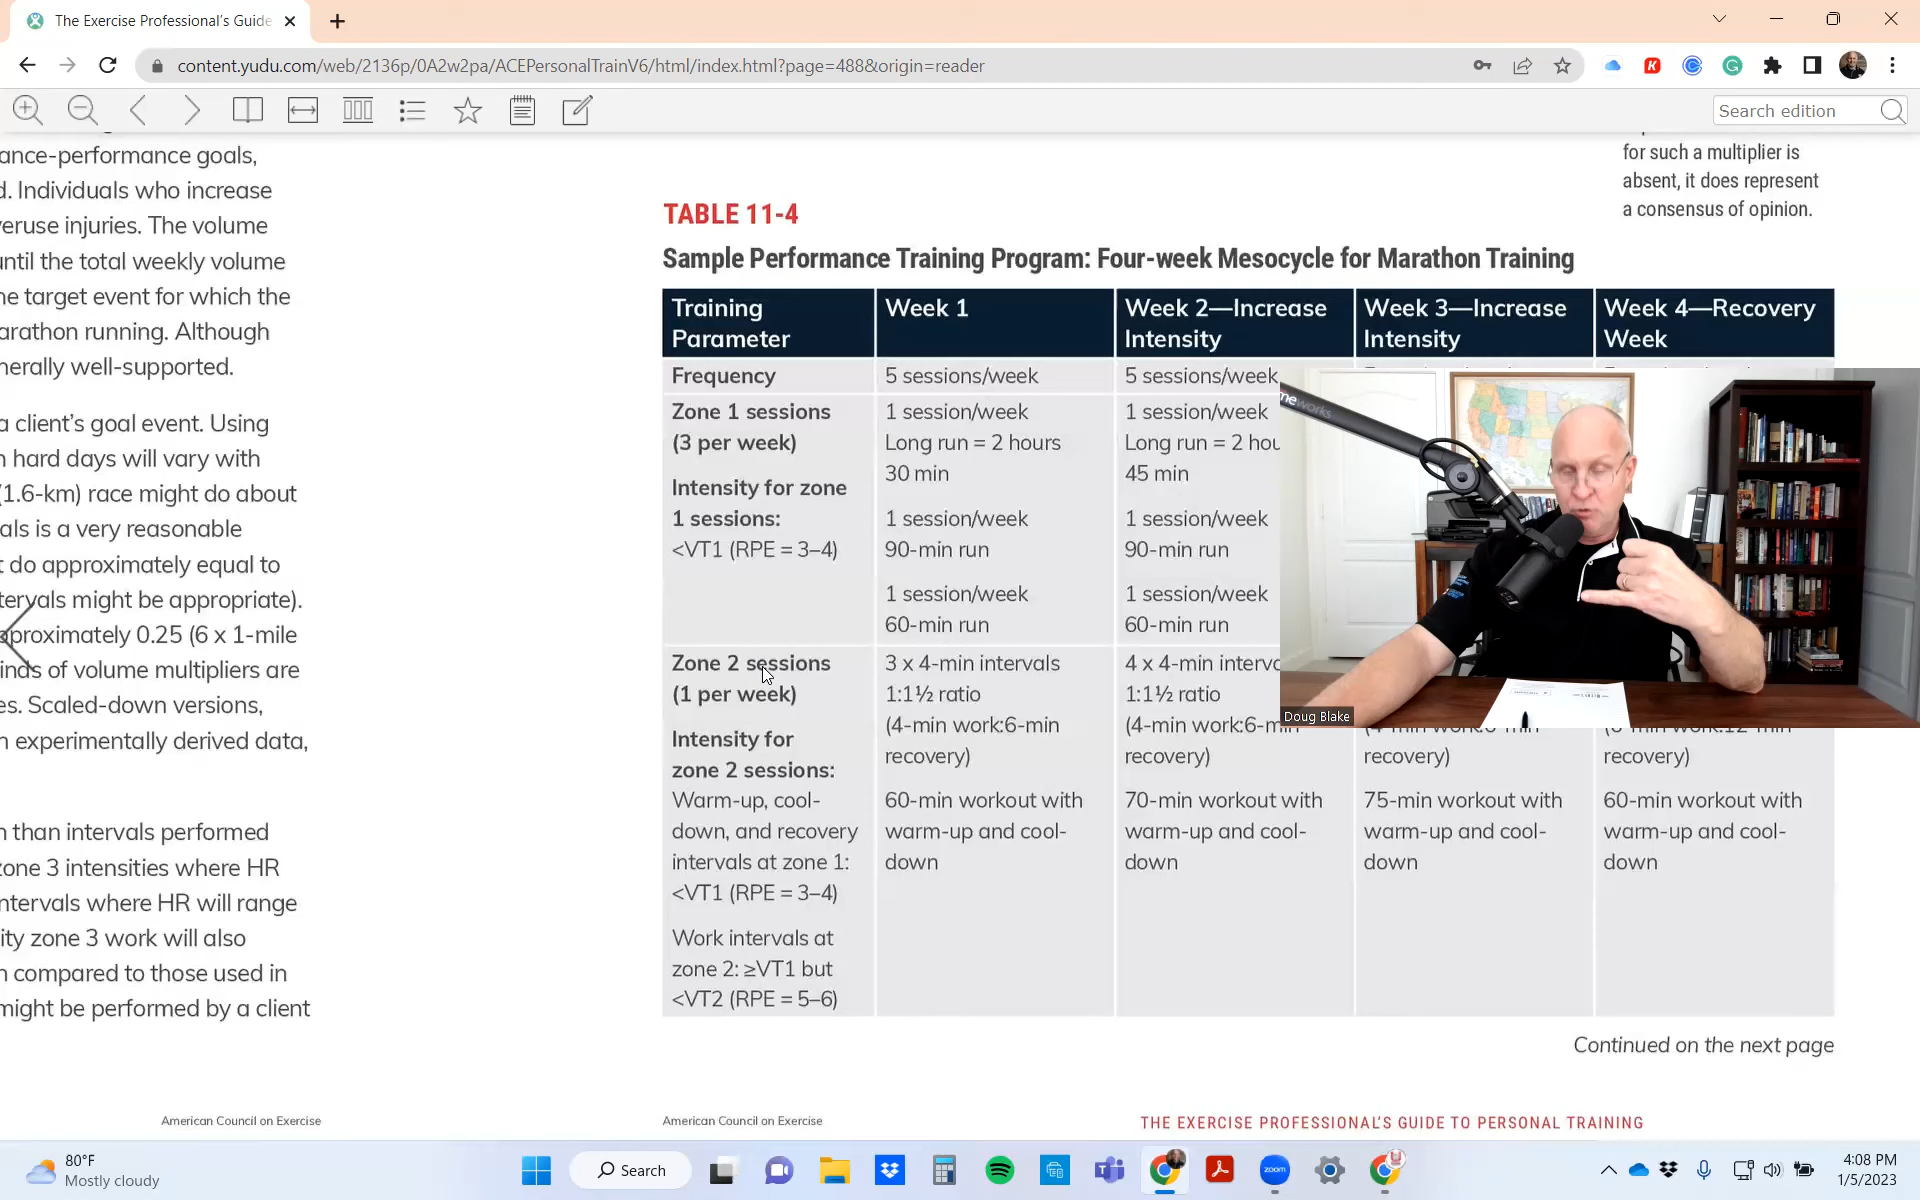 The Exercise Professional's Guide
content.yudu.com/web/2136p/0A2w2pa/ACEPersonalTrainV6/html/index.html?page=488&origin=reader
Search edition
ance-performance goals,
d. Individuals who increase
veruse injuries. The volume
until the total weekly volume
he target event for which the
arathon running. Although
nerally well-supported.
a client's goal event. Using
n hard days will vary with
(1.6-km) race might do about
als is a very reasonable
t do approximately equal to
tervals might be appropriate).
pproximately 0.25 (6 x 1-mile
inds of volume multipliers are
es. Scaled-down versions,
n experimentally derived data,
n than intervals performed
zone 3 intensities where HR
ntervals where HR will range
ity zone 3 work will also
n compared to those used in
might be performed by a client
for such a multiplier is
absent, it does represent
a consensus of opinion.
TABLE 11-4
Sample Performance Training Program: Four-week Mesocycle for Marathon Training
Training
Parameter
Week 1
Week 2—Increase
Intensity
Week 3—Increase
Intensity
Week 4—Recovery
Week
Frequency
5 sessions/week
5 sessions/week
Zone 1 sessions
(3 per week)
Intensity for zone
1 sessions:
<VT1 (RPE = 3–4)
1 session/week
Long run = 2 hours
30 min
1 session/week
90-min run
1 session/week
60-min run
1 session/week
Long run = 2 hou
45 min
1 session/week
90-min run
1 session/week
60-min run
Zone 2 sessions
(1 per week)
Intensity for
zone 2 sessions:
Warm-up, cool-
down, and recovery
intervals at zone 1:
<VT1 (RPE = 3–4)
Work intervals at
zone 2: ≥VT1 but
<VT2 (RPE = 5–6)
3 x 4-min intervals
1:1½ ratio
(4-min work:6-min
recovery)
60-min workout with
warm-up and cool-
down
4 x 4-min interva
1:1½ ratio
(4-min work:6-min
recovery)
70-min workout with
warm-up and cool-
down
recovery)
75-min workout with
warm-up and cool-
down
recovery)
60-min workout with
warm-up and cool-
down
Doug Blake
Continued on the next page
American Council on Exercise
American Council on Exercise
THE EXERCISE PROFESSIONAL'S GUIDE TO PERSONAL TRAINING
80°F
Mostly cloudy
Search
zoom
4:08 PM
1/5/2023